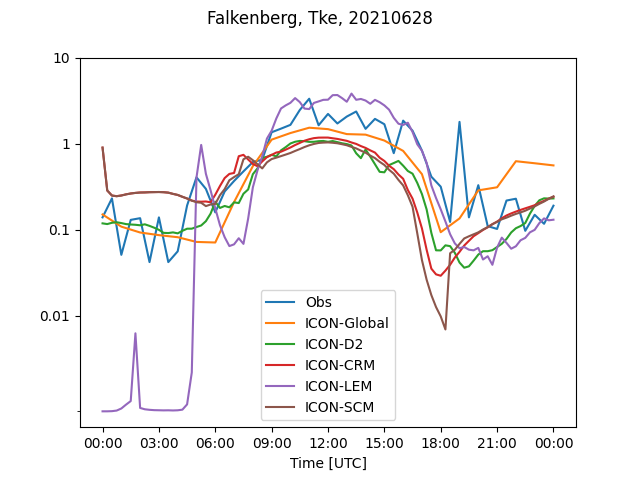 Falkenberg, Tke, 20210628
10
1
0.1
0.01
Obs
ICON-Global
ICON-D2
ICON-CRM
ICON-LEM
ICON-SCM
00:00 03:00 06:00 09:00 12:00 15:00 18:00 21:00 00:00
Time [UTC]